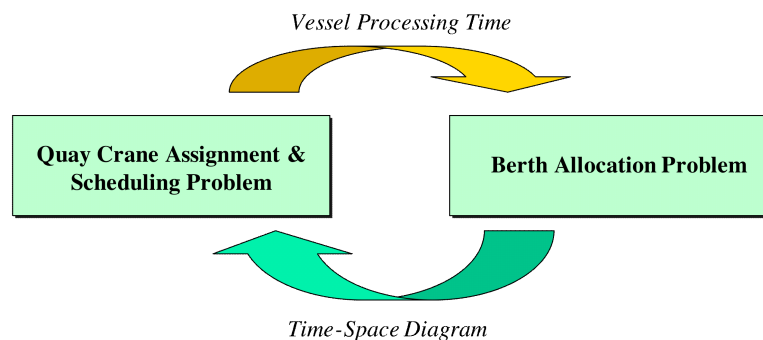 Vessel Processing Time
Quay Crane Assignment &
Scheduling Problem
Berth Allocation Problem
Time-Space Diagram